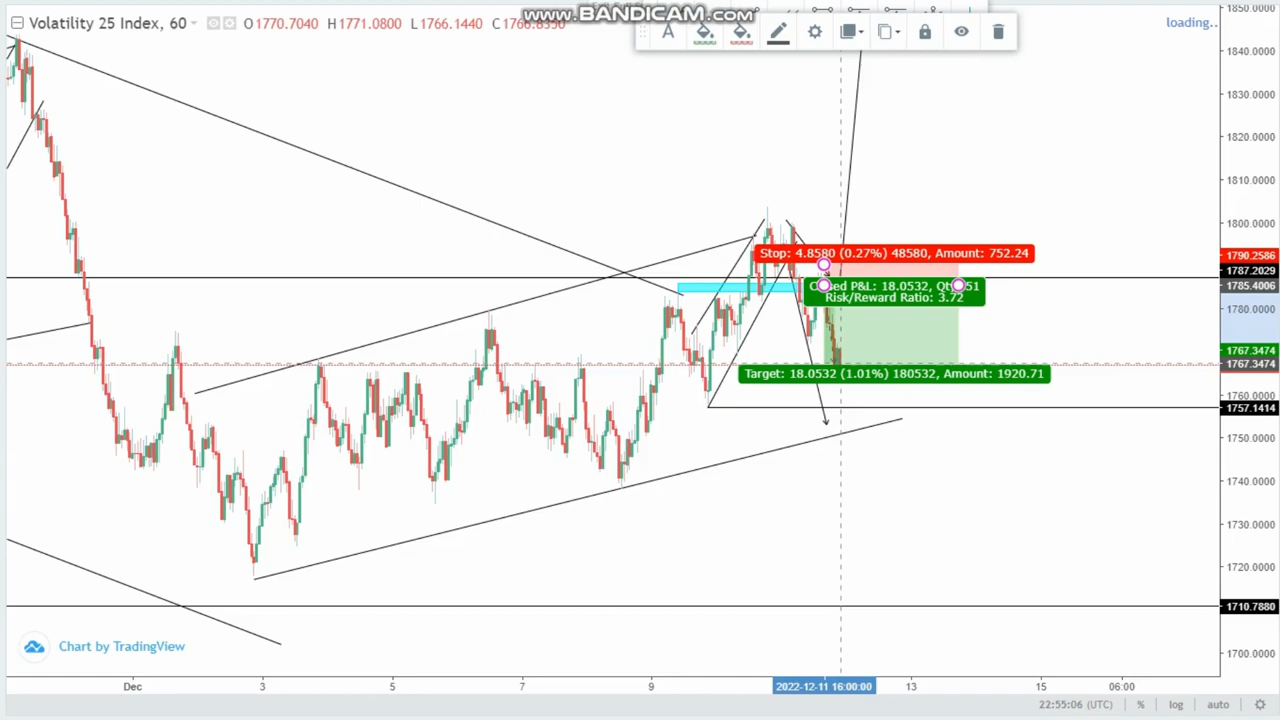 www.BANDICAM.com
Volatility 25 Index, 60
O1770.7040 H1771.0800 L1766.1440 C1766.8350
loading..
1850.0000
1840.0000
1830.0000
1820.0000
1810.0000
1800.0000
1790.2586
1787.2029
1785.4006
1780.0000
1767.3474
1767.3474
1760.0000
1757.1414
1750.0000
1740.0000
1730.0000
1720.0000
1710.7880
1700.0000
Stop: 4.8580 (0.27%) 48580, Amount: 752.24
P&L: 18.0532, 51
Risk/Reward Ratio: 3.72
Target: 18.0532 (1.01%) 180532, Amount: 1920.71
Chart by TradingView
Dec 3 5 7 9 2022-12-11 16:00:00 13 15 06:00
22:55:06 (UTC) % log auto